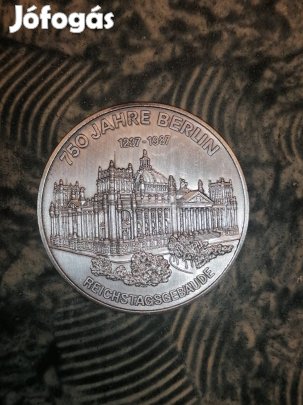 Jófogás
750 JAHRE BERLIN
1237-1987
REICHSTAGSGEBÄUDE